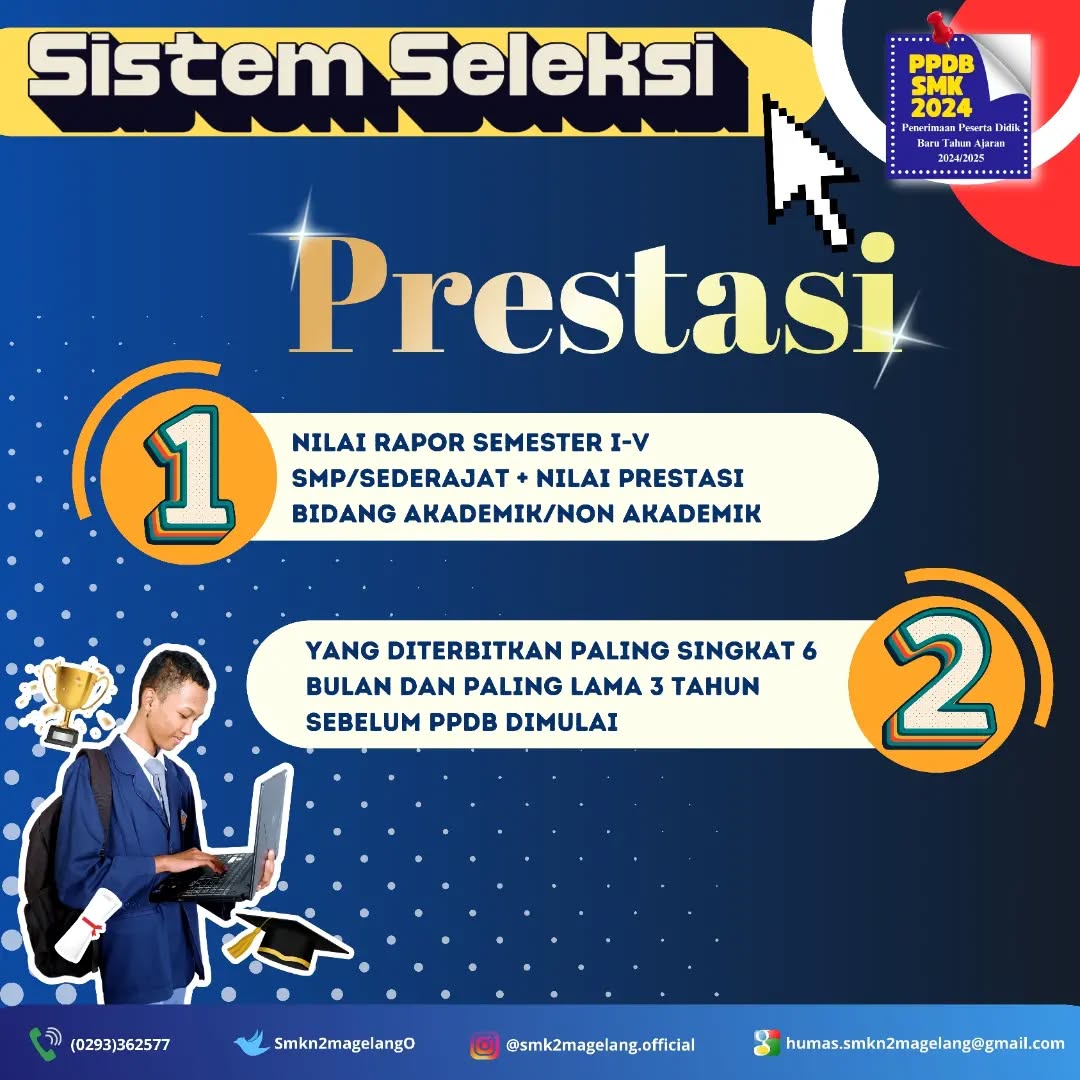 Sistem Seleksi
PPDB
SMK
2024
Penerimaan Peserta Didik
Baru Tahun Ajaran
2024/2025
Prestasi
1
NILAI RAPOR SEMESTER I-V
SMP/SEDERAJAT + NILAI PRESTASI
BIDANG AKADEMIK/NON AKADEMIK
YANG DITERBITKAN PALING SINGKAT 6
BULAN DAN PALING LAMA 3 TAHUN
SEBELUM PPDB DIMULAI
2
(0293)362577
Smkn2magelangO
@smk2magelang.official
humas.smkn2magelang@gmail.com